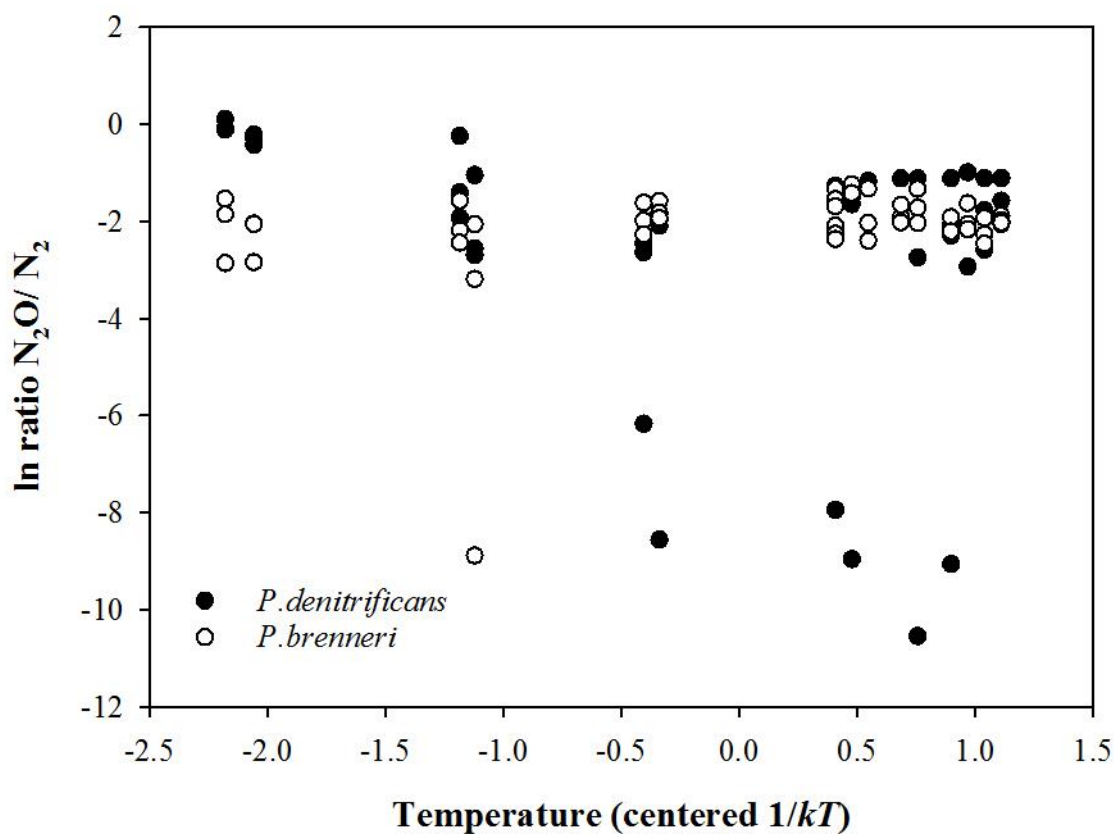 2
0
-2
-4
-6
-8
-10
-12
ln ratio N₂O/ N₂
P.denitrificans
P.brenneri
-2.5 -2.0 -1.5 -1.0 -0.5 0.0 0.5 1.0 1.5
Temperature (centered 1/kT)